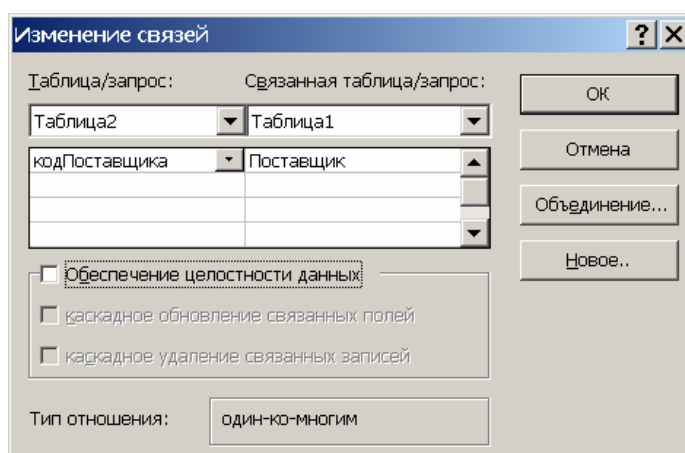 Изменение связей
Таблица/запрос: Связанная таблица/запрос:
Таблица2 Таблица1
кодПоставщика Поставщик
ОК
Отмена
Объединение...
Новое..
Обеспечение целостности данных
каскадное обновление связанных полей
каскадное удаление связанных записей
Тип отношения: один-ко-многим